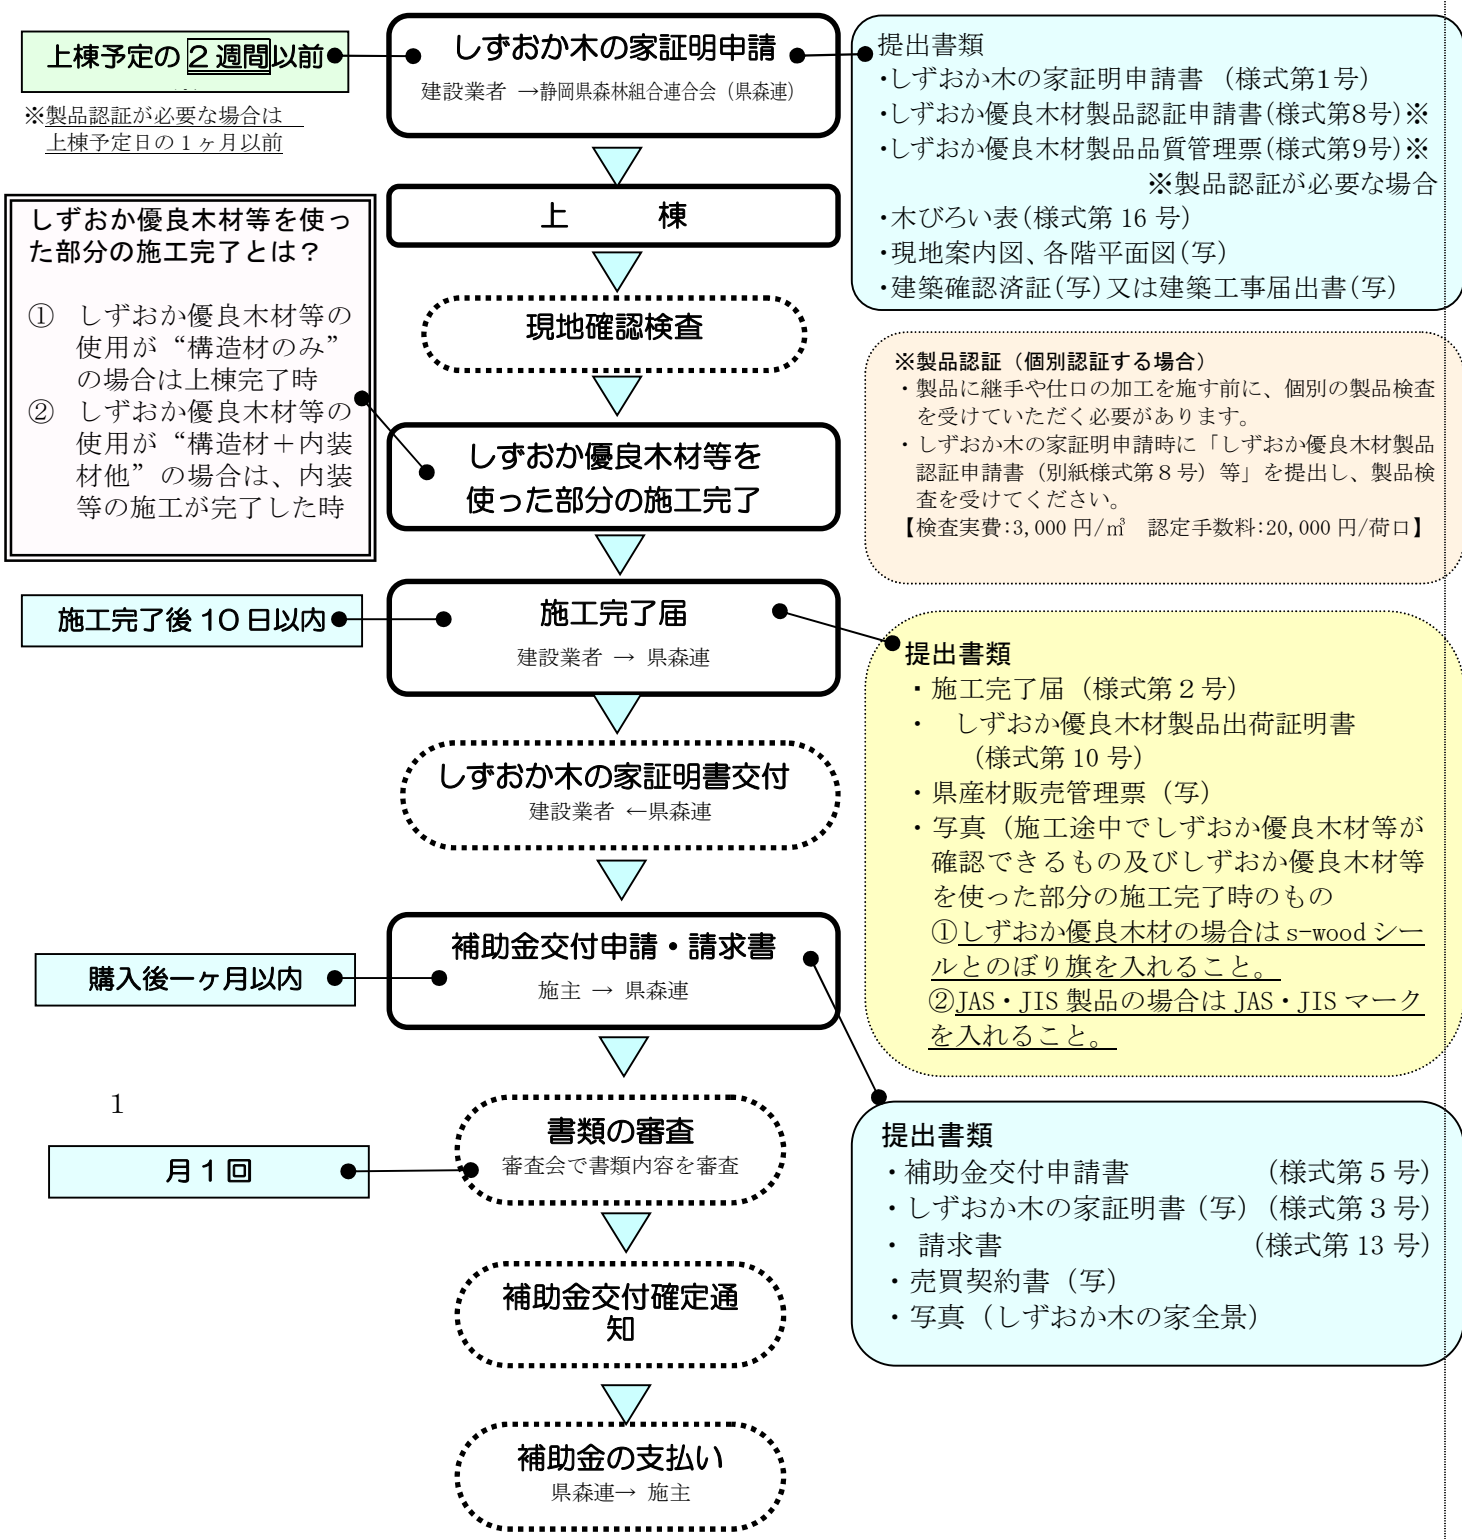 上棟予定の２週間以前
※製品認証が必要な場合は
上棟予定日の１ヶ月以前
しずおか木の家証明申請
建設業者 →静岡県森林組合連合会（県森連）
提出書類
・しずおか木の家証明申請書 （様式第1号）
・しずおか優良木材製品認証申請書（様式第8号）※
・しずおか優良木材製品品質管理票（様式第9号）※
※製品認証が必要な場合
・木びろい表（様式第 16 号）
・現地案内図、各階平面図（写）
・建築確認済証（写）又は建築工事届出書（写）
上　　　棟
しずおか優良木材等を使っ
た部分の施工完了とは？
① しずおか優良木材等の
使用が“構造材のみ”
の場合は上棟完了時
② しずおか優良木材等の
使用が“構造材＋内装
材他”の場合は、内装
等の施工が完了した時
現地確認検査
※製品認証（個別認証する場合）
・製品に継手や仕口の加工を施す前に、個別の製品検査
を受けていただく必要があります。
・しずおか木の家証明申請時に「しずおか優良木材製品
認証申請書（別紙様式第８号）等」を提出し、製品検
査を受けてください。
【検査実費：3,000 円/㎥　認定手数料：20,000 円/荷口】
しずおか優良木材等を
使った部分の施工完了
施工完了後 10 日以内
施工完了届
建設業者 → 県森連
提出書類
・施工完了届（様式第２号）
・　しずおか優良木材製品出荷証明書
（様式第 10 号）
・県産材販売管理票（写）
・写真（施工途中でしずおか優良木材等が
確認できるもの及びしずおか優良木材等
を使った部分の施工完了時のもの
①しずおか優良木材の場合は s-wood シー
ルとのぼり旗を入れること。
②JAS・JIS 製品の場合は JAS・JIS マーク
を入れること。
しずおか木の家証明書交付
建設業者 ←県森連
購入後一ヶ月以内
補助金交付申請・請求書
施主 → 県森連
提出書類
・補助金交付申請書　（様式第５号）
・しずおか木の家証明書（写）（様式第３号）
・ 請求書　（様式第 13 号）
・売買契約書（写）
・写真（しずおか木の家全景）
1
月１回
書類の審査
審査会で書類内容を審査
補助金交付確定通
知
補助金の支払い
県森連→ 施主